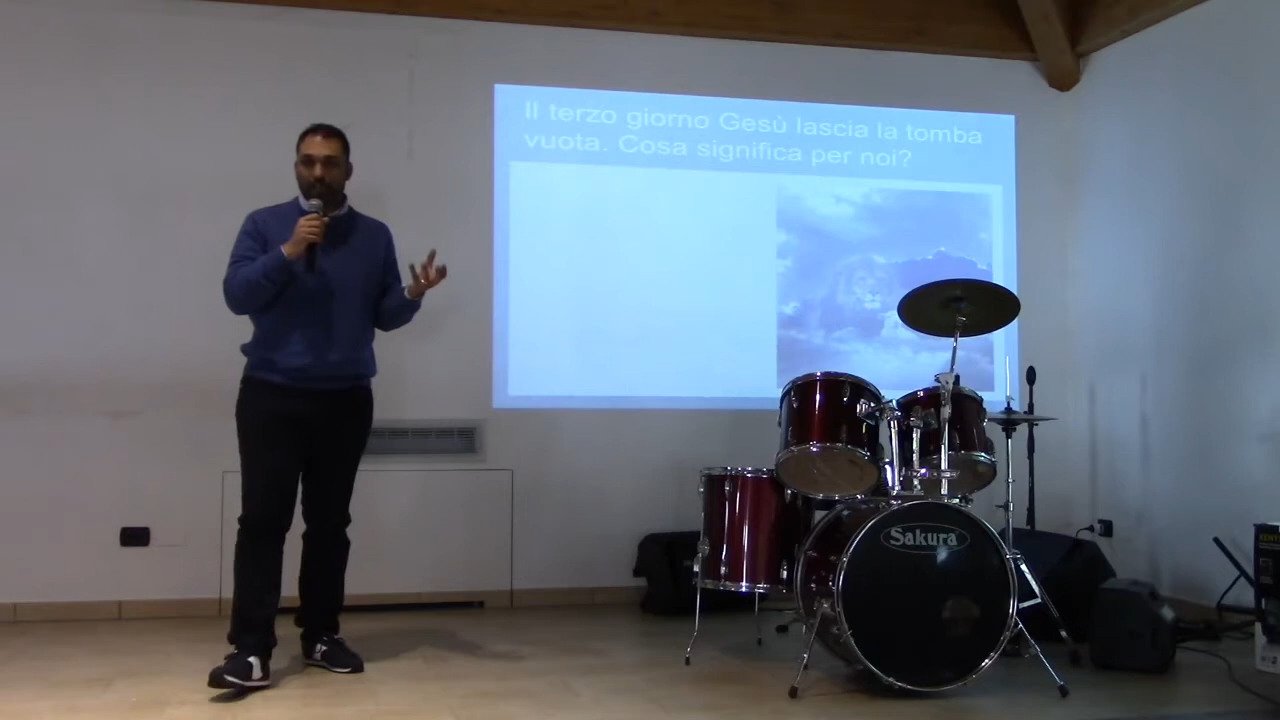 Il terzo giorno Gesù lascia la tomba
vuota. Cosa significa per noi?
Sakura